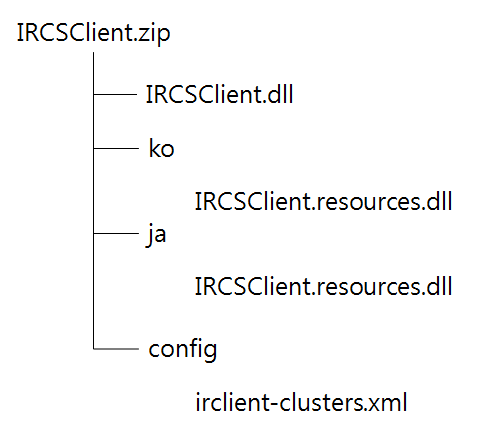 IRCSClient.zip
IRCSClient.dll
ko
IRCSClient.resources.dll
ja
IRCSClient.resources.dll
config
irclient-clusters.xml